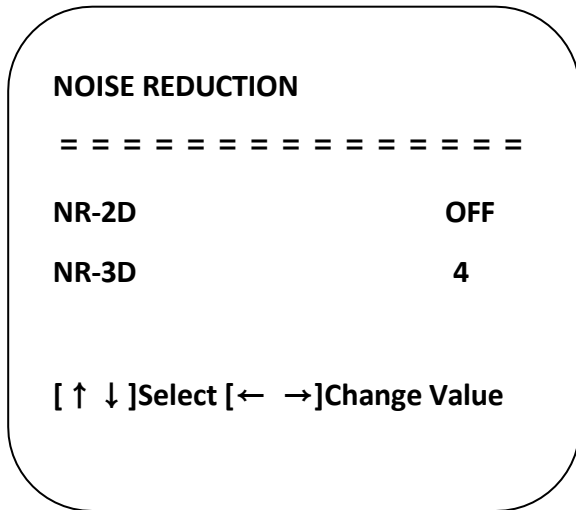 NOISE REDUCTION
= = = = = = = = = = = = = = =
NR-2D OFF
NR-3D 4
[ ↑ ↓ ]Select [← →]Change Value